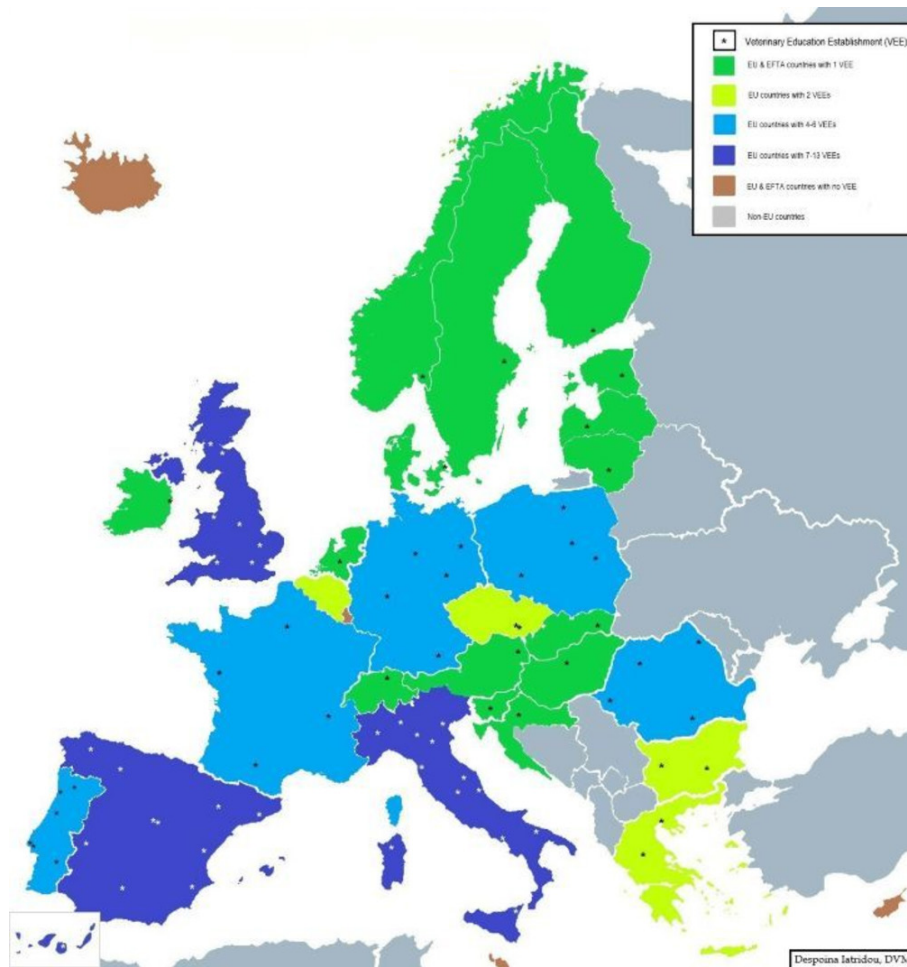 Veterinary Education Establishment (VEE)
EU & EFTA countries with 1 VEE
EU countries with 2 VEEs
EU countries with 4-6 VEEs
EU countries with 7-13 VEEs
EU & EFTA countries with no VEE
Non-EU countries
Despoina Iatridou, DVM